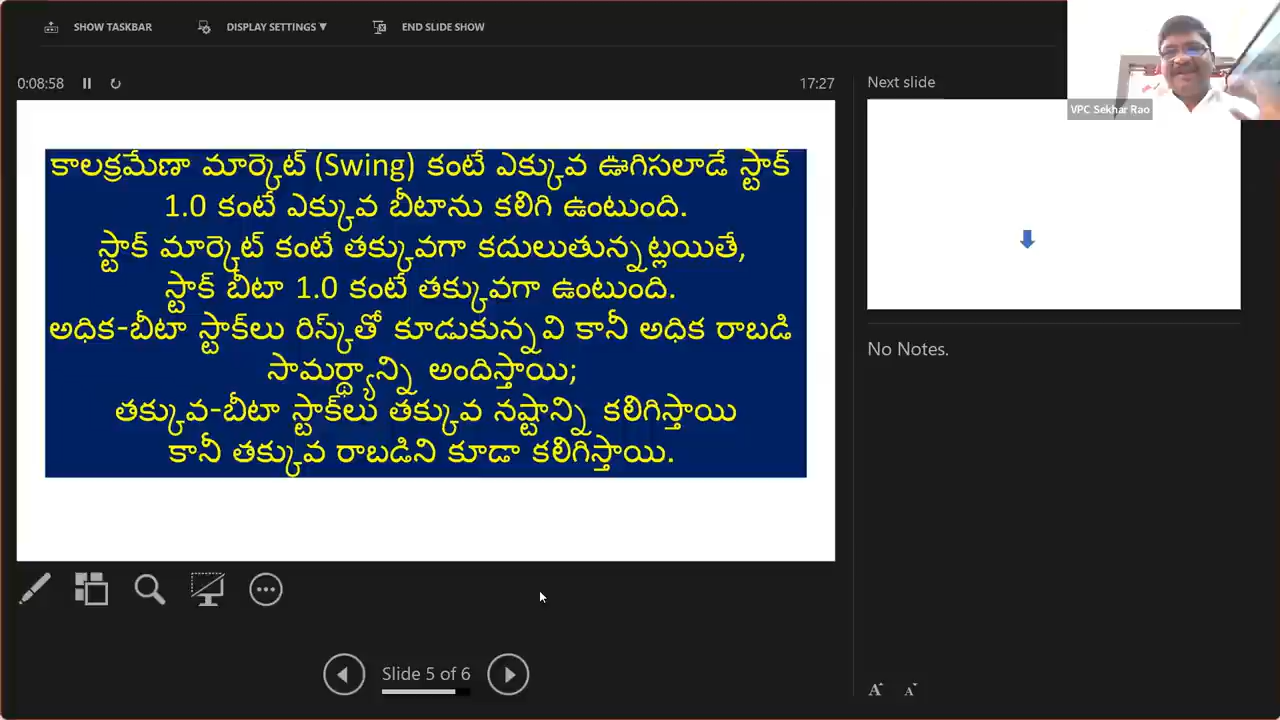 SHOW TASKBAR
DISPLAY SETTINGS ▼
END SLIDE SHOW
0:08:58
17:27
Next slide
VPC Sekhar Rao
కాలక్రమేణా మార్కెట్ (Swing) కంటే ఎక్కువ ఊగిసలాడే స్టాక్
1.0 కంటే ఎక్కువ బీటాను కలిగి ఉంటుంది.
స్టాక్ మార్కెట్ కంటే తక్కువగా కదులుతున్నట్లయితే,
స్టాక్ బీటా 1.0 కంటే తక్కువగా ఉంటుంది.
అధిక-బీటా స్టాక్‌లు రిస్క్‌తో కూడుకున్నవి కానీ అధిక రాబడి
సామర్థ్యాన్ని అందిస్తాయి;
తక్కువ-బీటా స్టాక్‌లు తక్కువ నష్టాన్ని కలిగిస్తాయి
కానీ తక్కువ రాబడిని కూడా కలిగిస్తాయి.
No Notes.
Slide 5 of 6
A A